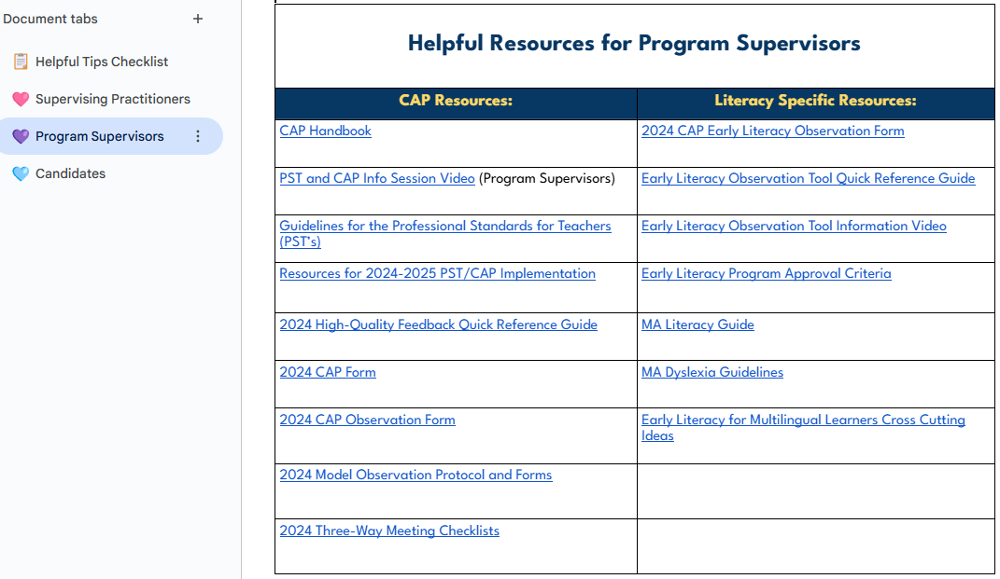 Document tabs
+
Helpful Tips Checklist
Supervising Practitioners
Program Supervisors
Candidates
Helpful Resources for Program Supervisors
CAP Resources:
Literacy Specific Resources:
CAP Handbook
2024 CAP Early Literacy Observation Form
PST and CAP Info Session Video (Program Supervisors)
Early Literacy Observation Tool Quick Reference Guide
Guidelines for the Professional Standards for Teachers
(PST's)
Early Literacy Observation Tool Information Video
Resources for 2024-2025 PST/CAP Implementation
Early Literacy Program Approval Criteria
2024 High-Quality Feedback Quick Reference Guide
MA Literacy Guide
2024 CAP Form
MA Dyslexia Guidelines
2024 CAP Observation Form
Early Literacy for Multilingual Learners Cross Cutting
Ideas
2024 Model Observation Protocol and Forms
2024 Three-Way Meeting Checklists